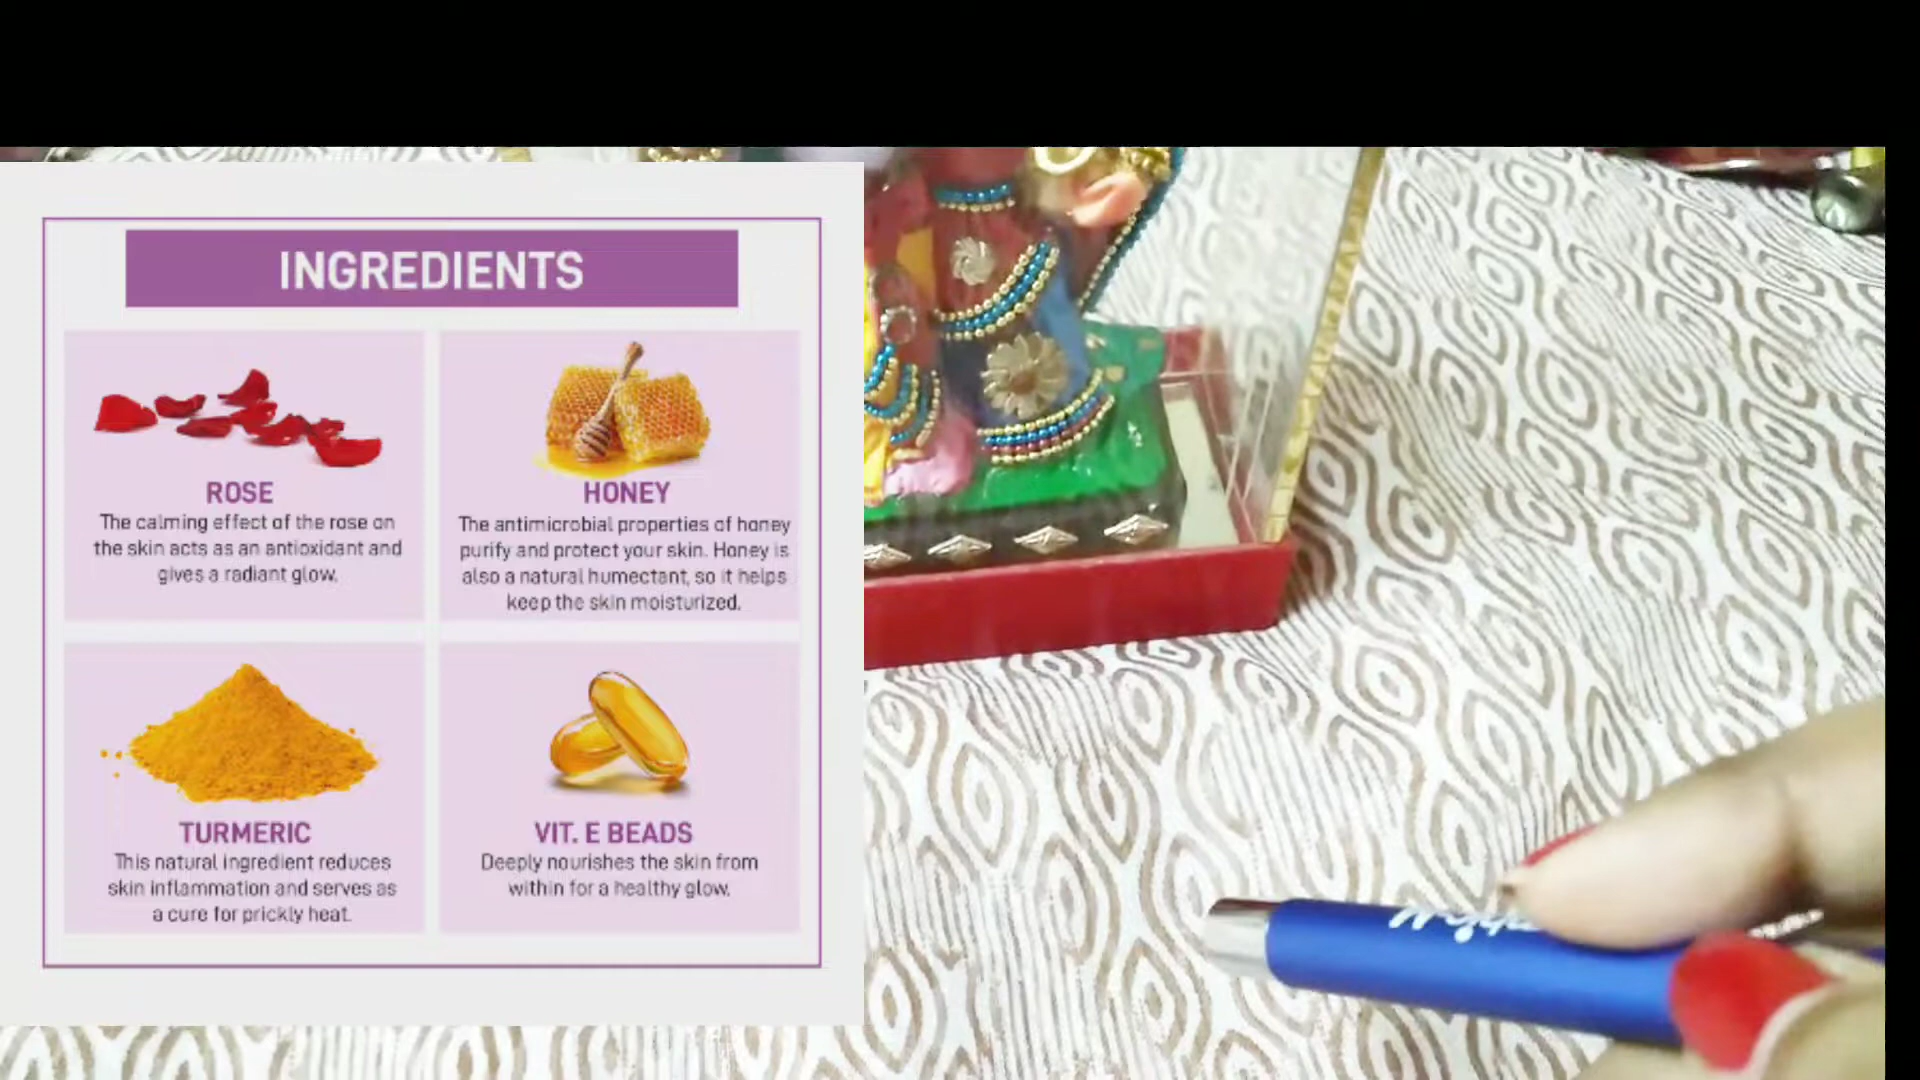 INGREDIENTS
ROSE
The calming effect of the rose on
the skin acts as an antioxidant and
gives a radiant glow.
HONEY
The antimicrobial properties of honey
purify and protect your skin. Honey is
also a natural humectant, so it helps
keep the skin moisturized.
TURMERIC
This natural ingredient reduces
skin inflammation and serves as
a cure for prickly heat.
VIT. E BEADS
Deeply nourishes the skin from
within for a healthy glow.